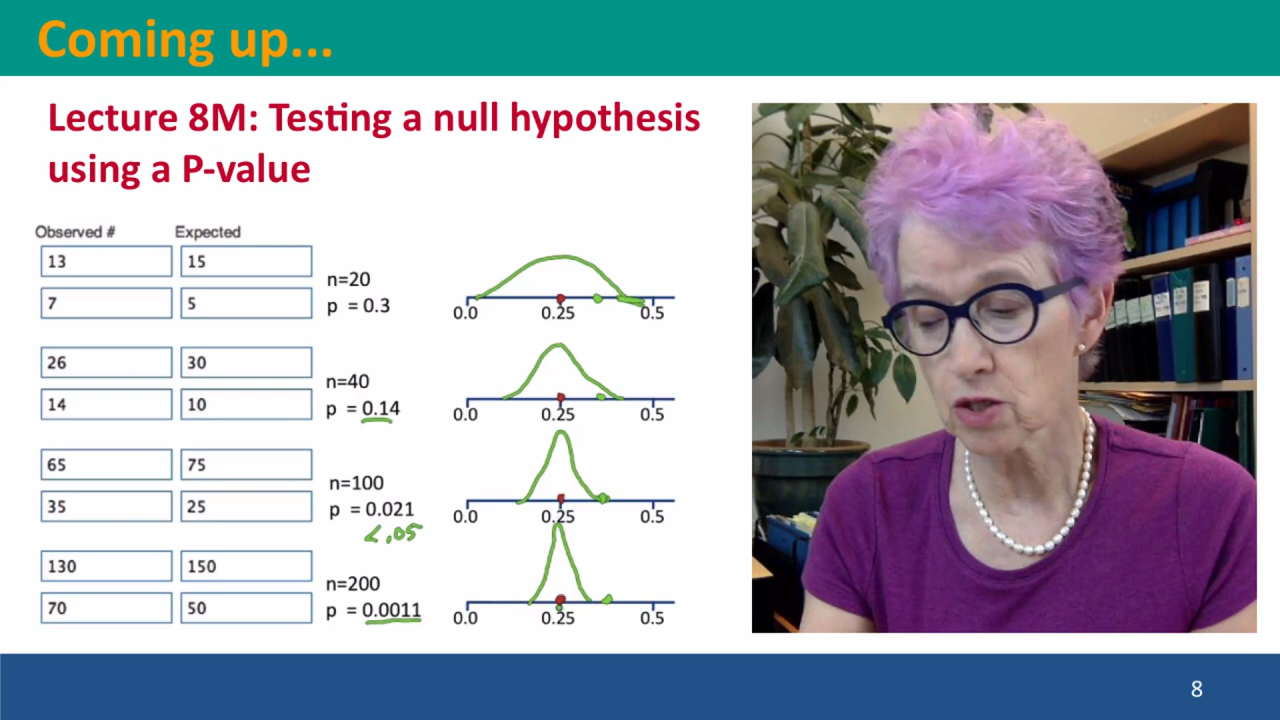 Coming up...
Lecture 8M: Testing a null hypothesis
using a P-value
Observed # Expected
13 15
7 5
n=20
p = 0.3
0.0 0.25 0.5
26 30
14 10
n=40
p = 0.14
0.0 0.25 0.5
65 75
35 25
n=100
p = 0.021
<.05
0.0 0.25 0.5
130 150
70 50
n=200
p = 0.0011
0.0 0.25 0.5
8